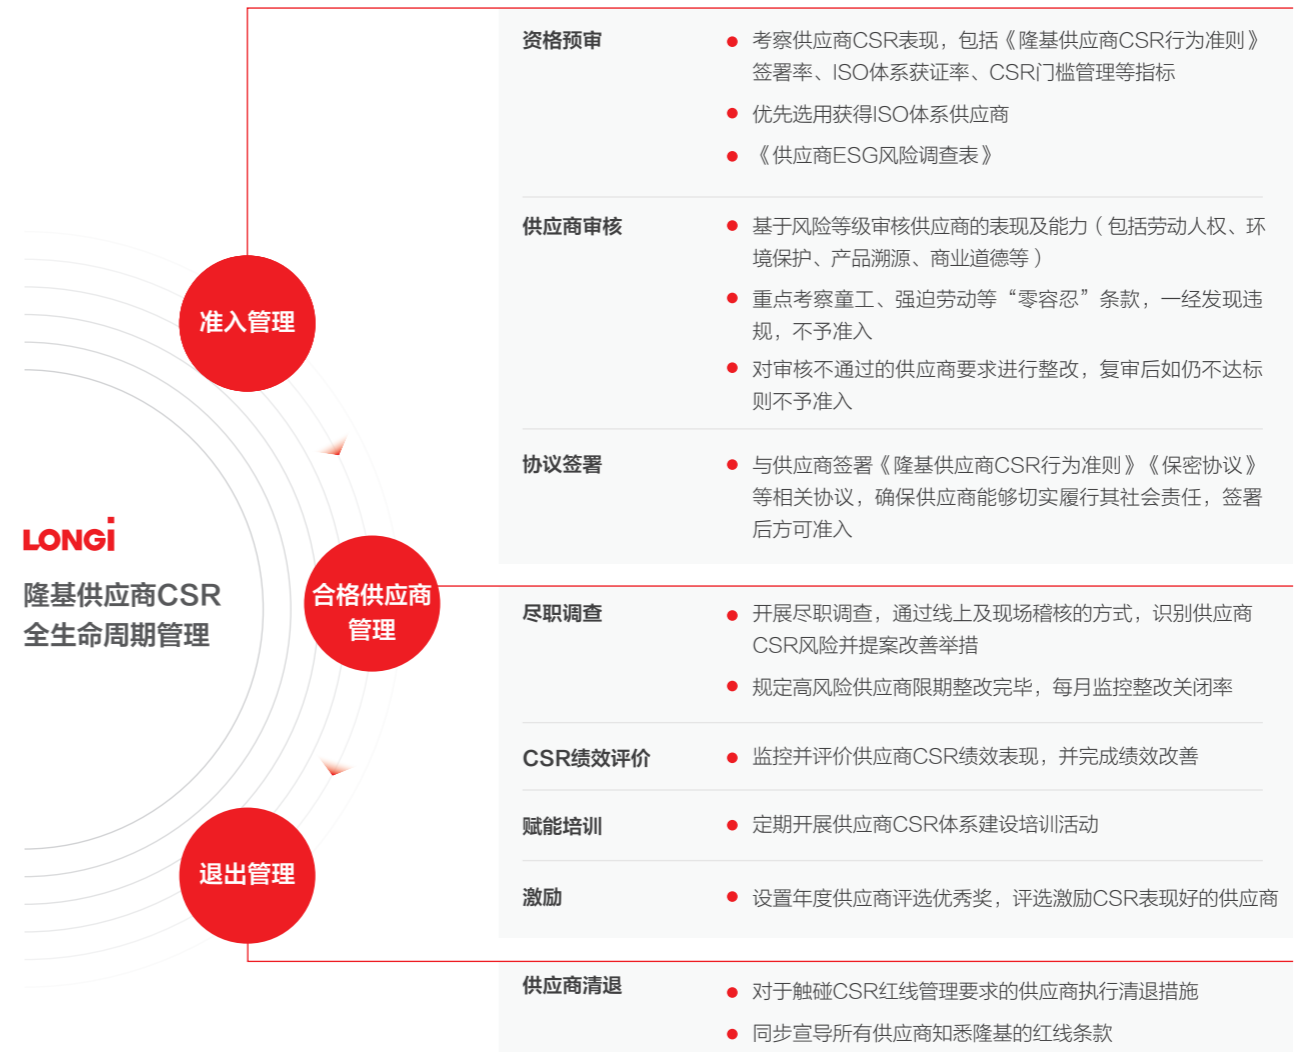 LONGi
隆基供应商CSR
全生命周期管理
准入管理
资格预审
考察供应商CSR表现，包括《隆基供应商CSR行为准则》
签署率、ISO体系获证率、CSR门槛管理等指标
优先选用获得ISO体系供应商
《供应商ESG风险调查表》
供应商审核
基于风险等级审核供应商的表现及能力（包括劳动人权、环
境保护、产品溯源、商业道德等）
重点考察童工、强迫劳动等“零容忍”条款，一经发现违
规，不予准入
对审核不通过的供应商要求进行整改，复审后如仍不达标
则不予准入
协议签署
与供应商签署《隆基供应商CSR行为准则》《保密协议》
等相关协议，确保供应商能够切实履行其社会责任，签署
后方可准入
合格供应商
管理
尽职调查
开展尽职调查，通过线上及现场稽核的方式，识别供应商
CSR风险并提案改善举措
规定高风险供应商限期整改完毕，每月监控整改关闭率
CSR绩效评价
监控并评价供应商CSR绩效表现，并完成绩效改善
赋能培训
定期开展供应商CSR体系建设培训活动
激励
设置年度供应商评选优秀奖，评选激励CSR表现好的供应商
退出管理
供应商清退
对于触碰CSR红线管理要求的供应商执行清退措施
同步宣导所有供应商知悉隆基的红线条款